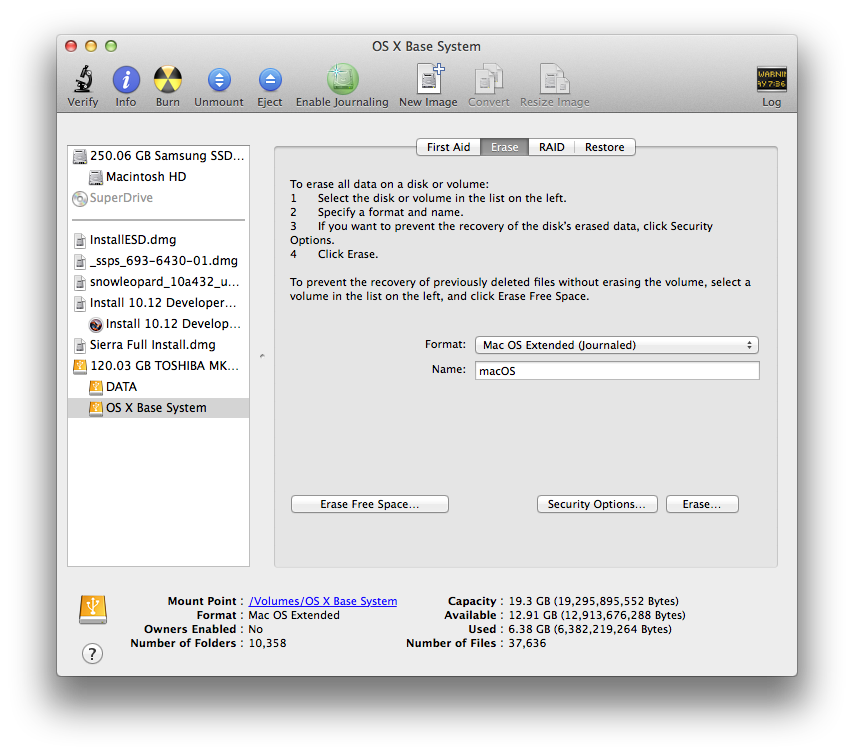 OS X Base System
Verify Info Burn Unmount Eject Enable Journaling New Image Convert Resize Image Log
WARNIN
AY 7:36
250.06 GB Samsung SSD...
Macintosh HD
SuperDrive
InstallESD.dmg
_ssps_693-6430-01.dmg
snowleopard_10a432_u...
Install 10.12 Developer...
Install 10.12 Develop...
Sierra Full Install.dmg
120.03 GB TOSHIBA MK...
DATA
OS X Base System
First Aid Erase RAID Restore
To erase all data on a disk or volume:
1 Select the disk or volume in the list on the left.
2 Specify a format and name.
3 If you want to prevent the recovery of the disk's erased data, click Security
Options.
4 Click Erase.
To prevent the recovery of previously deleted files without erasing the volume, select a
volume in the list on the left, and click Erase Free Space.
Format: Mac OS Extended (Journaled)
Name: macOS
Erase Free Space... Security Options... Erase...
Mount Point : /Volumes/OS X Base System
Format : Mac OS Extended
Owners Enabled : No
Number of Folders : 10,358
Capacity : 19.3 GB (19,295,895,552 Bytes)
Available : 12.91 GB (12,913,676,288 Bytes)
Used : 6.38 GB (6,382,219,264 Bytes)
Number of Files : 37,636
?